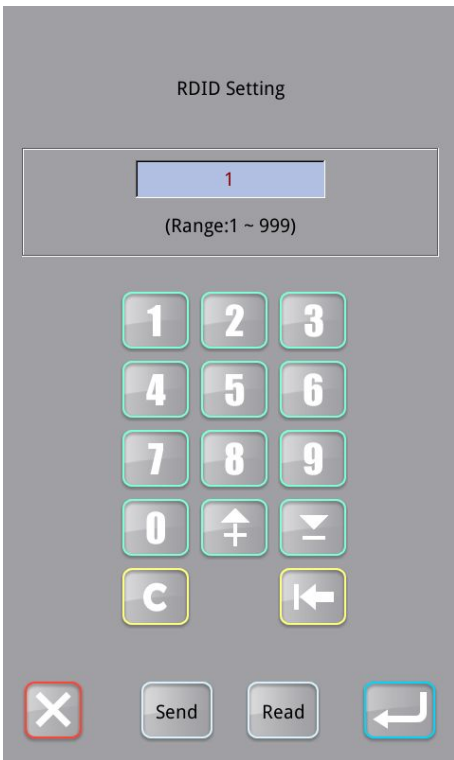 RDID Setting
1
(Range:1 ~ 999)
1 2 3
4 5 6
7 8 9
0
C
Send Read